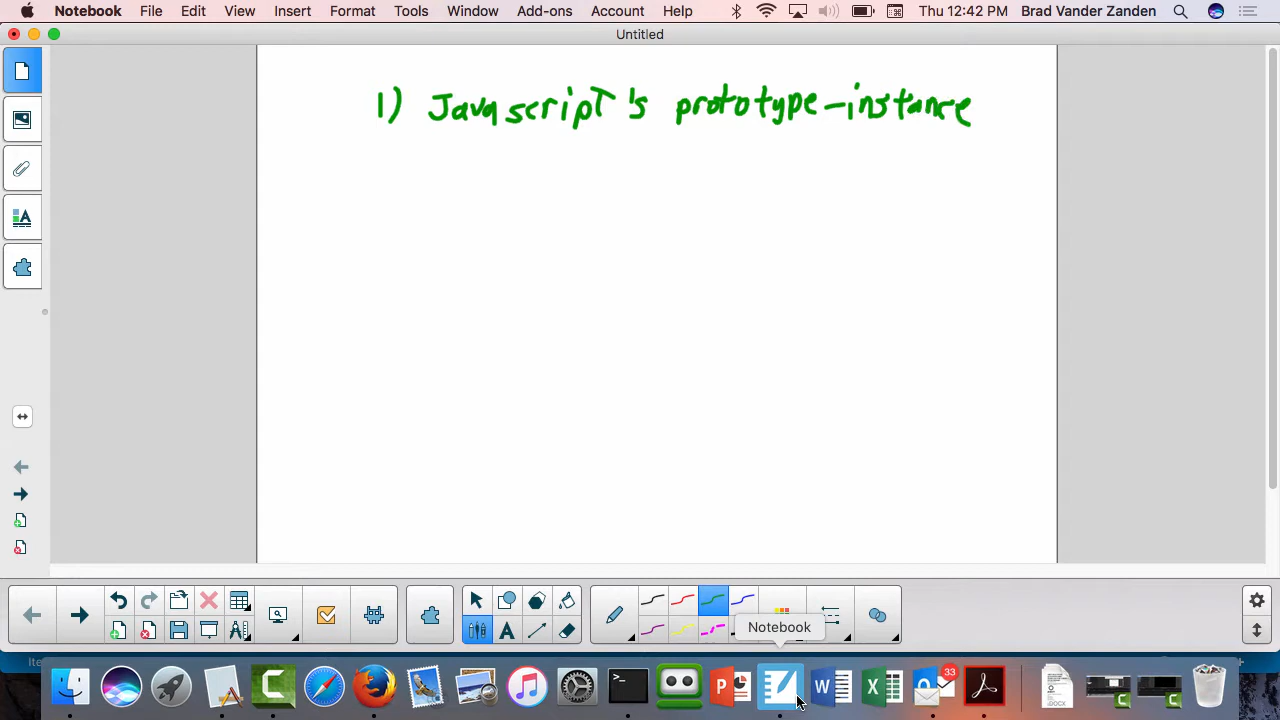 Notebook File Edit View Insert Format Tools Window Add-ons Account Help Thu 12:42 PM Brad Vander Zanden
Untitled
1) Javascript's prototype-instance
Notebook
33